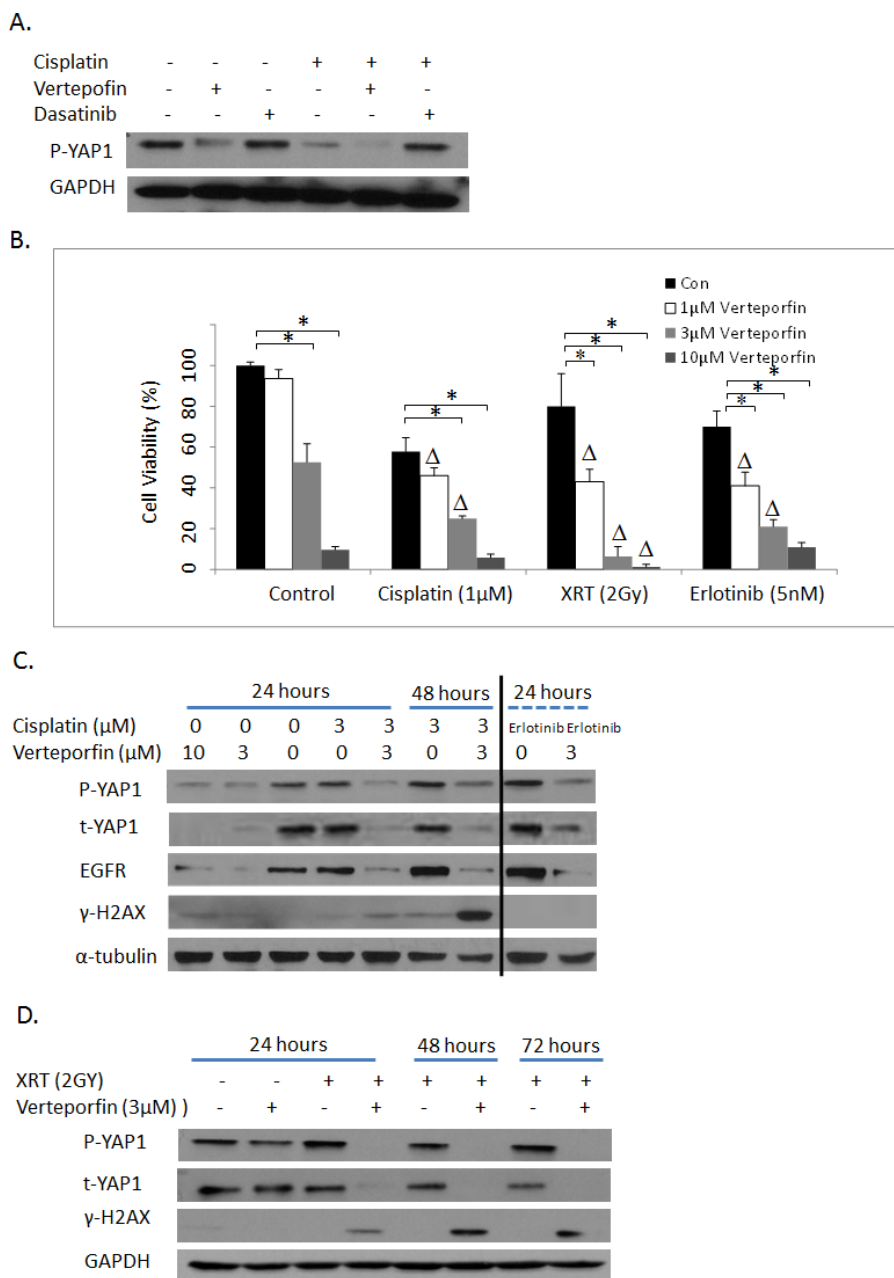 A.
Cisplatin - - - + + +
Vertepofin - + - - + -
Dasatinib - - + - - +
P-YAP1
GAPDH
B.
Con
1μM Verteporfin
3μM Verteporfin
10μM Verteporfin
* * * * * * * * * *
Δ Δ Δ Δ Δ Δ Δ
Cell Viability (%)
0 20 40 60 80 100
Control Cisplatin (1μM) XRT (2Gy) Erlotinib (5nM)
C.
24 hours 48 hours 24 hours
Cisplatin (μM) 0 0 0 3 3 3 3 Erlotinib Erlotinib
Verteporfin (μM) 10 3 0 0 3 0 3 0 3
P-YAP1
t-YAP1
EGFR
γ-H2AX
α-tubulin
D.
24 hours 48 hours 72 hours
XRT (2GY) - - + + + + + +
Verteporfin (3μM) ) - + - + - + - +
P-YAP1
t-YAP1
γ-H2AX
GAPDH